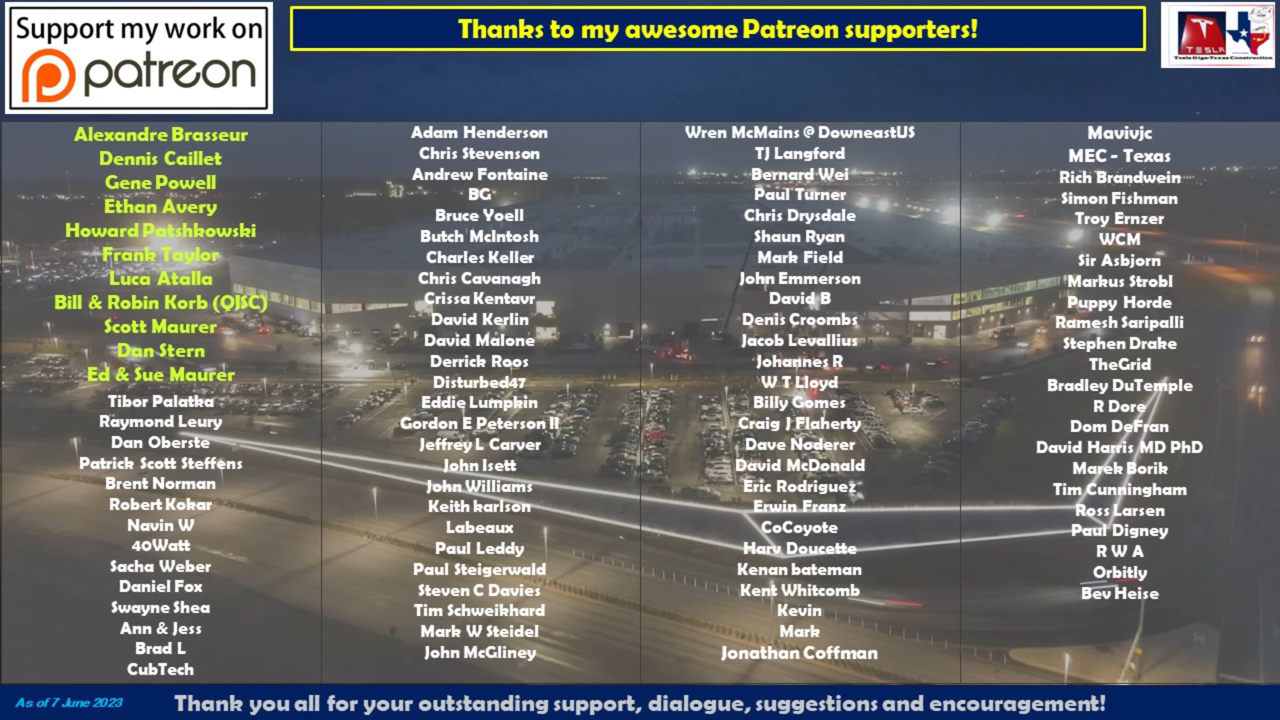 Support my work on
patreon
Thanks to my awesome Patreon supporters!
TESLA
Tesla Giga Texas Construction
Alexandre Brasseur
Dennis Caillet
Gene Powell
Ethan Avery
Howard Patshkowski
Frank Taylor
Luca Atalla
Bill & Robin Korb (QISC)
Scott Maurer
Dan Stern
Ed & Sue Maurer
Tibor Palatka
Raymond Leury
Dan Oberste
Patrick Scott Steffens
Brent Norman
Robert Kokar
Navin W
40Watt
Sacha Weber
Daniel Fox
Swayne Shea
Ann & Jess
Brad L
CubTech
Adam Henderson
Chris Stevenson
Andrew Fontaine
BG
Bruce Yoell
Butch McIntosh
Charles Keller
Chris Cavanagh
Crissa Kentavr
David Kerlin
David Malone
Derrick Roos
Disturbed47
Eddie Lumpkin
Gordon E Peterson II
Jeffrey L Carver
John Isett
John Williams
Keith karlson
Labeaux
Paul Leddy
Paul Steigerwald
Steven C Davies
Tim Schweikhard
Mark W Steidel
John McGliney
Wren McMains @ DowneastUS
TJ Langford
Bernard Wei
Paul Turner
Chris Drysdale
Shaun Ryan
Mark Field
John Emmerson
David B
Denis Croombs
Jacob Levallius
Johannes R
W T Lloyd
Billy Gomes
Craig J Flaherty
Dave Noderer
David McDonald
Eric Rodriguez
Erwin Franz
CoCoyote
Harv Doucette
Kenan bateman
Kent Whitcomb
Kevin
Mark
Jonathan Coffman
Mavivjc
MEC - Texas
Rich Brandwein
Simon Fishman
Troy Ernzer
WCM
Sir Asbjorn
Markus Strobl
Puppy Horde
Ramesh Saripalli
Stephen Drake
TheGrid
Bradley DuTemple
R Dore
Dom DeFran
David Harris MD PhD
Marek Borik
Tim Cunningham
Ross Larsen
Paul Digney
R W A
Orbitly
Bev Heise
As of 7 June 2023
Thank you all for your outstanding support, dialogue, suggestions and encouragement!